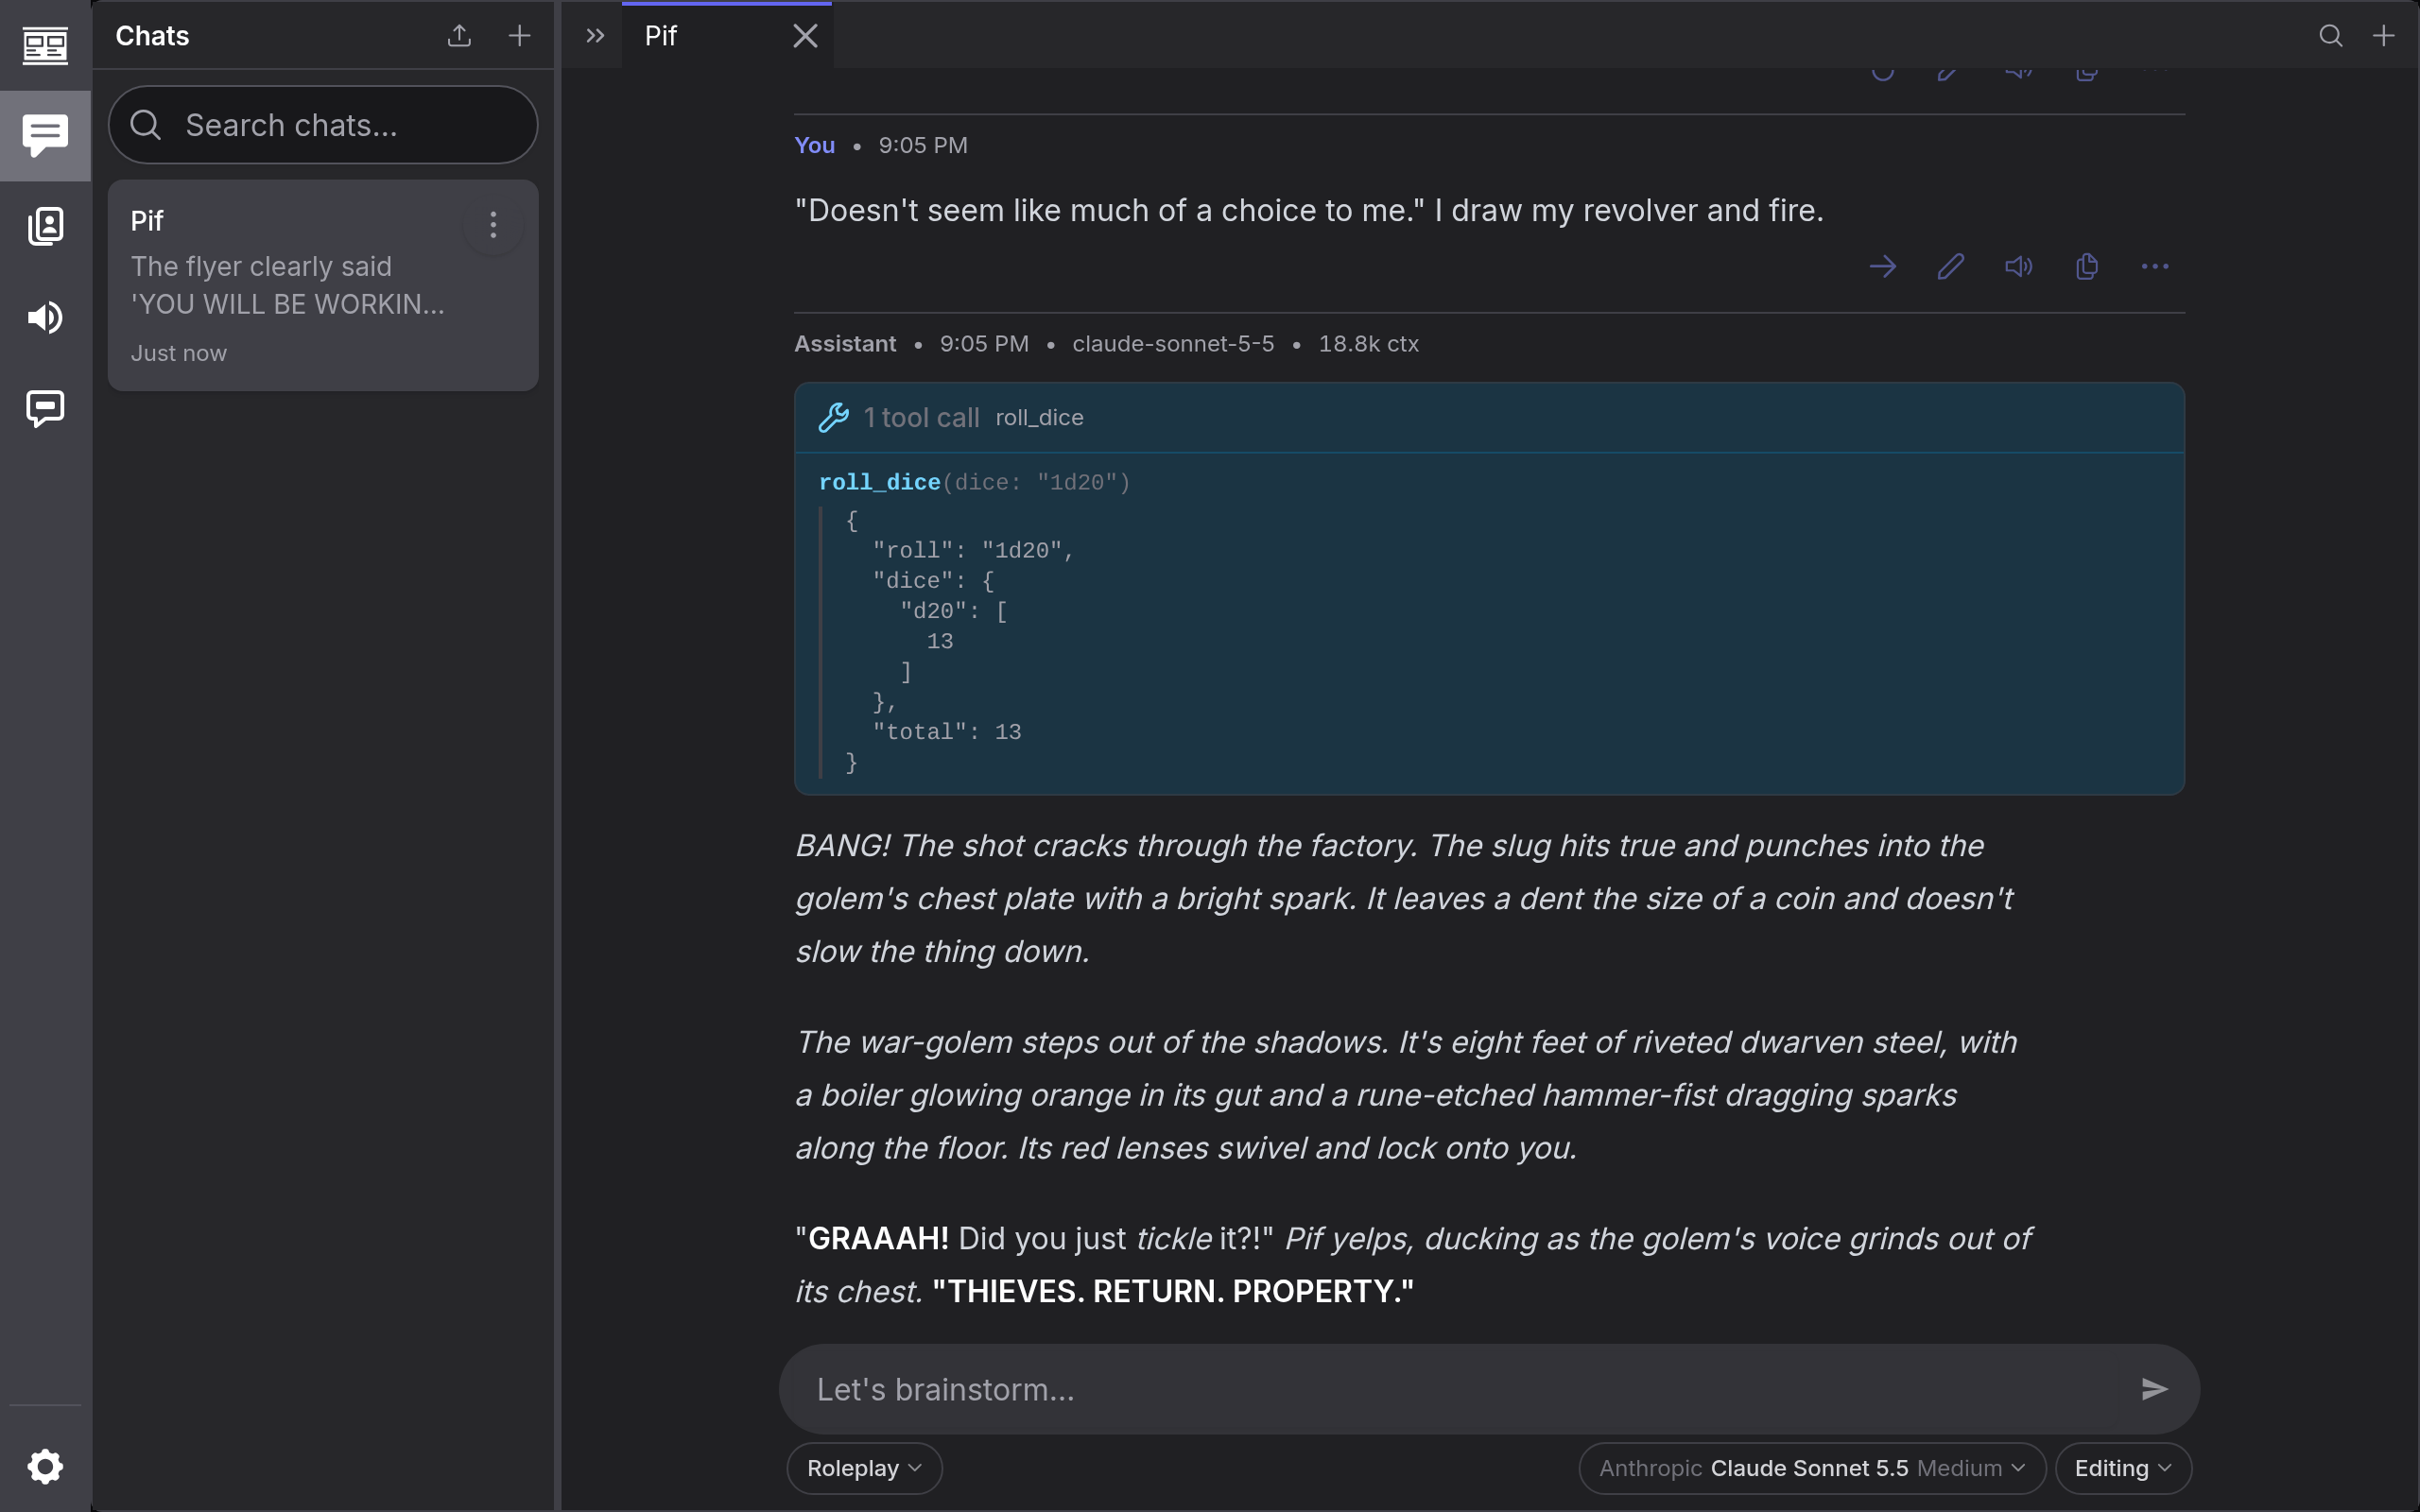 Chats
Pif
Search chats...
Pif
The flyer clearly said
'YOU WILL BE WORKIN...
Just now
You • 9:05 PM
"Doesn't seem like much of a choice to me." I draw my revolver and fire.
Assistant • 9:05 PM • claude-sonnet-5-5 • 18.8k ctx
1 tool call roll_dice
roll_dice(dice: "1d20")
{
"roll": "1d20",
"dice": {
"d20": [
13
]
},
"total": 13
}
BANG! The shot cracks through the factory. The slug hits true and punches into the
golem's chest plate with a bright spark. It leaves a dent the size of a coin and doesn't
slow the thing down.
The war-golem steps out of the shadows. It's eight feet of riveted dwarven steel, with
a boiler glowing orange in its gut and a rune-etched hammer-fist dragging sparks
along the floor. Its red lenses swivel and lock onto you.
"GRAAAH! Did you just tickle it?!" Pif yelps, ducking as the golem's voice grinds out of
its chest. "THIEVES. RETURN. PROPERTY."
Let's brainstorm...
Roleplay
Anthropic Claude Sonnet 5.5 Medium
Editing